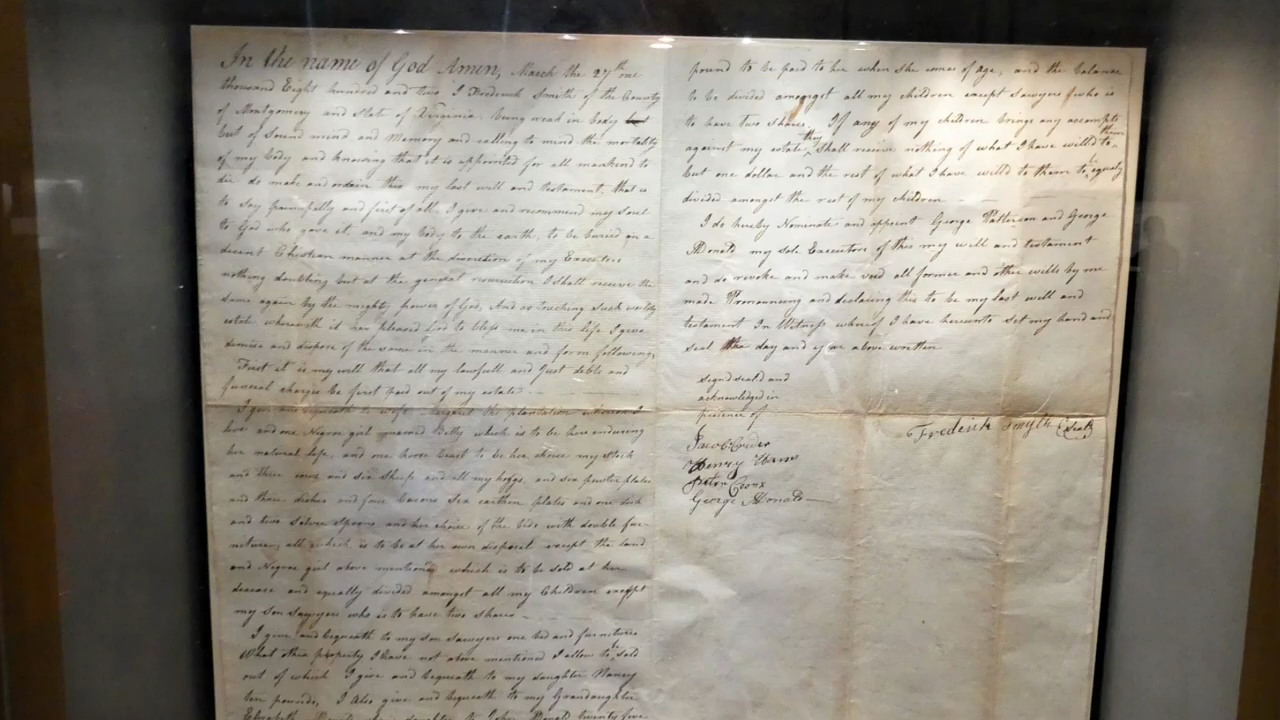 In the name of God Amen, March the 27th one
thousand Eight hundred and two I Frederick Smith of the County
of Montgomery and State of Virginia being weak in body
but of Sound mind and Memory and calling to mind the mortality
of my body and knowing that it is appointed for all mankind to
die do make and ordain this my last will and testament, that is
to Say principally and first of all, I give and recommend my Soul
to God who gave it, and my body to the earth, to be buried in a
decent Christian manner at the discretion of my Executors
nothing doubting but at the general resurrection I shall receive the
same again by the mighty power of God, And as touching such worldly
estate wherewith it has pleased God to bless me in this life I give
demise and dispose of the same in the manner and form following,
First it is my will that all my lawfull and Just debts and
funeral charges be first paid out of my estate
I give and bequeath to wife Margaret the plantation whereon I
live and one Negroe girl named Betty which is to be hers enduring
her natural life, and one horse beast to be her choise my Stock
and three cows and six Sheep and all my hoggs, and six pewter plates
and three dishes and four basons Six earthen plates and one dish
and two silver Spoons and her choice of the beds with double fur-
niture, all which is to be at her own disposal except the land
and Negroe girl above mentioned which is to be sold at her
decease and equally divided amongst all my Children except
my son Sawyers who is to have two shares
I give and bequeath to my son Sawyers one bed and furniture
What other property I have not above mentioned I allow to be sold
out of which I give and bequeath to my daughter Nancy
ten pounds, I Also give and bequeath to my Grandaughter
Elizabeth daughter to John Donald twenty five
pound to be paid to her when she comes of age, and the balance
to be divided amongst all my children except Sawyers who is
to have two shares, If any of my children brings any accompts
against my estate, they Shall receive nothing of what I have willd to them
but one dollar and the rest of what I have willd to them to be equaly
divided amongst the rest of my children
I do hereby Nominate and appoint George Patterson and George
Donald my sole Executors of this my will and testament
and do revoke and make void all former and other wills by me
made Pronouncing and declaring this to be my last will and
testament In Witness whereof I have hereunto set my hand and
seal the day and year above written
signd seald and
acknowledged in
presence of
Frederick Smyth (Seal)
Henry
Peter
George